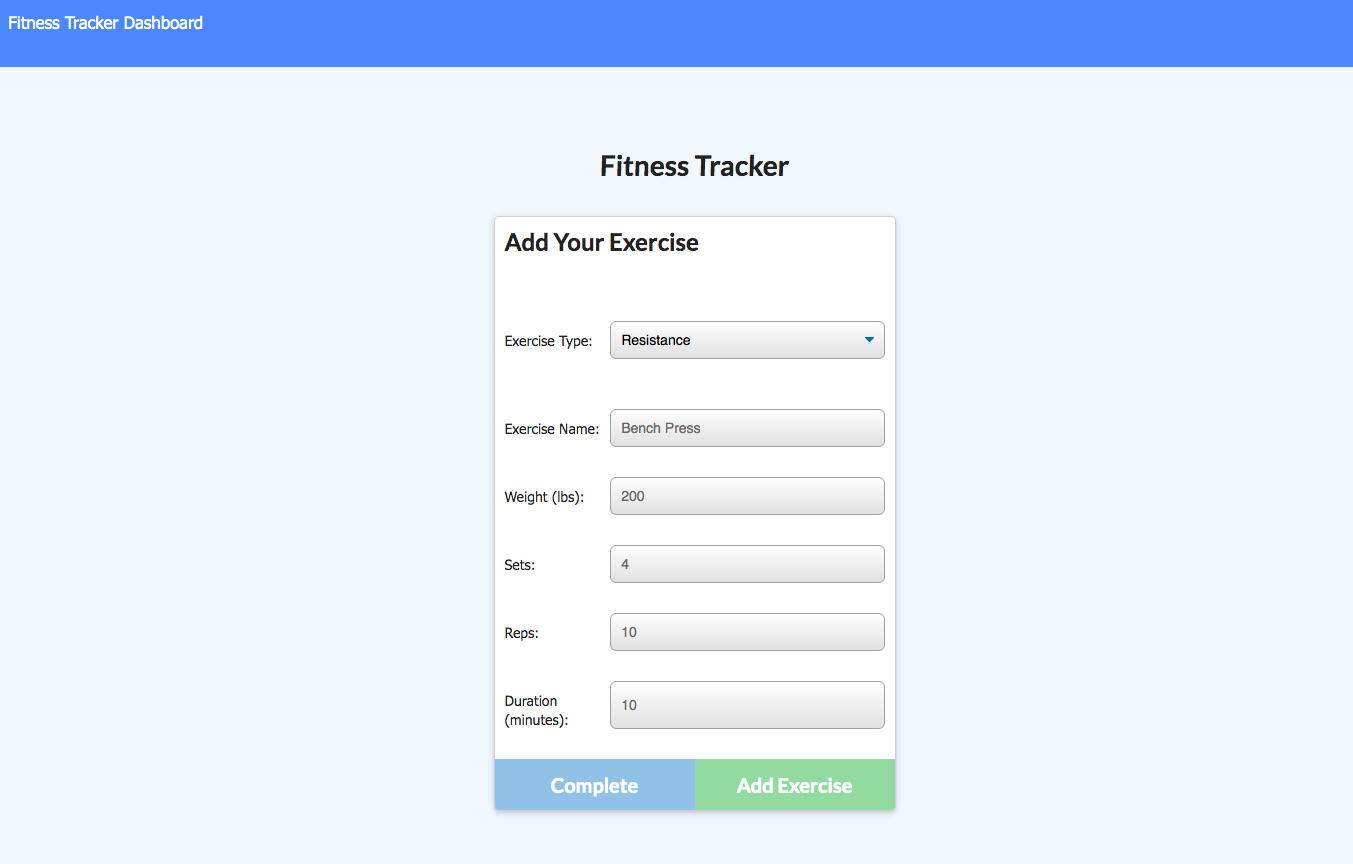 Fitness Tracker Dashboard
Fitness Tracker
Add Your Exercise
Exercise Type: Resistance
Exercise Name: Bench Press
Weight (lbs): 200
Sets: 4
Reps: 10
Duration
(minutes): 10
Complete Add Exercise